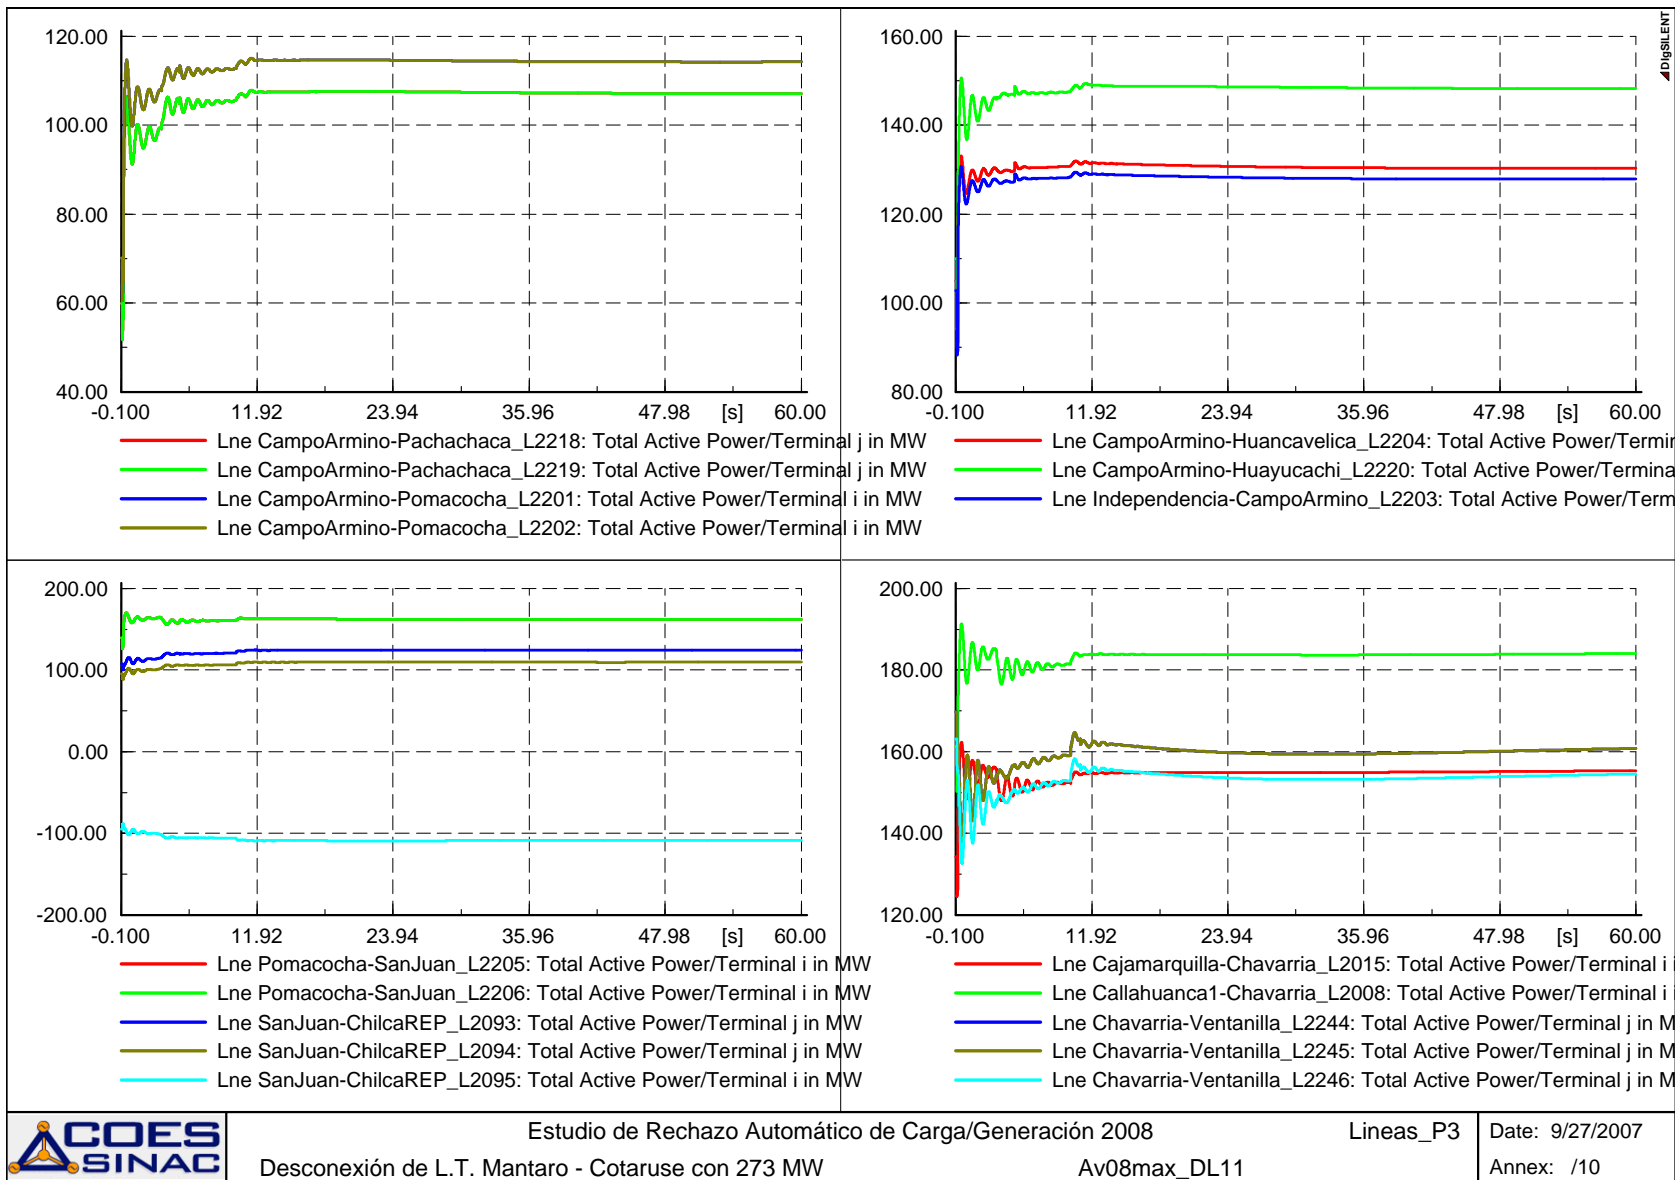 DIgSILENT
120.00
100.00
80.00
60.00
40.00
-0.100 11.92 23.94 35.96 47.98 [s] 60.00
Lne CampoArmino-Pachachaca_L2218: Total Active Power/Terminal j in MW
Lne CampoArmino-Pachachaca_L2219: Total Active Power/Terminal j in MW
Lne CampoArmino-Pomacocha_L2201: Total Active Power/Terminal i in MW
Lne CampoArmino-Pomacocha_L2202: Total Active Power/Terminal i in MW
160.00
140.00
120.00
100.00
80.00
-0.100 11.92 23.94 35.96 47.98 [s] 60.00
Lne CampoArmino-Huancavelica_L2204: Total Active Power/Termin
Lne CampoArmino-Huayucachi_L2220: Total Active Power/Termina
Lne Independencia-CampoArmino_L2203: Total Active Power/Term
200.00
100.00
0.00
-100.00
-200.00
-0.100 11.92 23.94 35.96 47.98 [s] 60.00
Lne Pomacocha-SanJuan_L2205: Total Active Power/Terminal i in MW
Lne Pomacocha-SanJuan_L2206: Total Active Power/Terminal i in MW
Lne SanJuan-ChilcaREP_L2093: Total Active Power/Terminal j in MW
Lne SanJuan-ChilcaREP_L2094: Total Active Power/Terminal j in MW
Lne SanJuan-ChilcaREP_L2095: Total Active Power/Terminal i in MW
200.00
180.00
160.00
140.00
120.00
-0.100 11.92 23.94 35.96 47.98 [s] 60.00
Lne Cajamarquilla-Chavarria_L2015: Total Active Power/Terminal i i
Lne Callahuanca1-Chavarria_L2008: Total Active Power/Terminal i i
Lne Chavarria-Ventanilla_L2244: Total Active Power/Terminal j in M
Lne Chavarria-Ventanilla_L2245: Total Active Power/Terminal j in M
Lne Chavarria-Ventanilla_L2246: Total Active Power/Terminal j in M
COES
SINAC
Estudio de Rechazo Automático de Carga/Generación 2008 Lineas_P3
Desconexión de L.T. Mantaro - Cotaruse con 273 MW Av08max_DL11
Date: 9/27/2007
Annex: /10